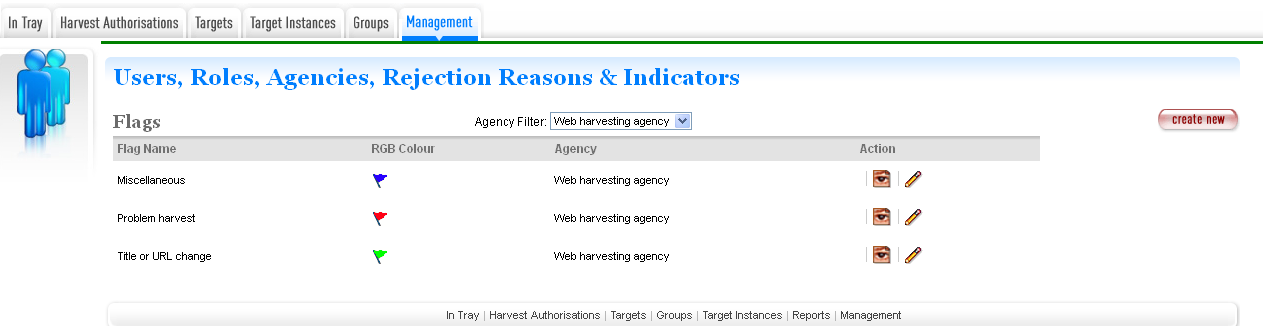 In Tray Harvest Authorisations Targets Target Instances Groups Management
Users, Roles, Agencies, Rejection Reasons & Indicators
Flags Agency Filter: Web harvesting agency create new
Flag Name RGB Colour Agency Action
Miscellaneous Web harvesting agency
Problem harvest Web harvesting agency
Title or URL change Web harvesting agency
In Tray | Harvest Authorisations | Targets | Groups | Target Instances | Reports | Management